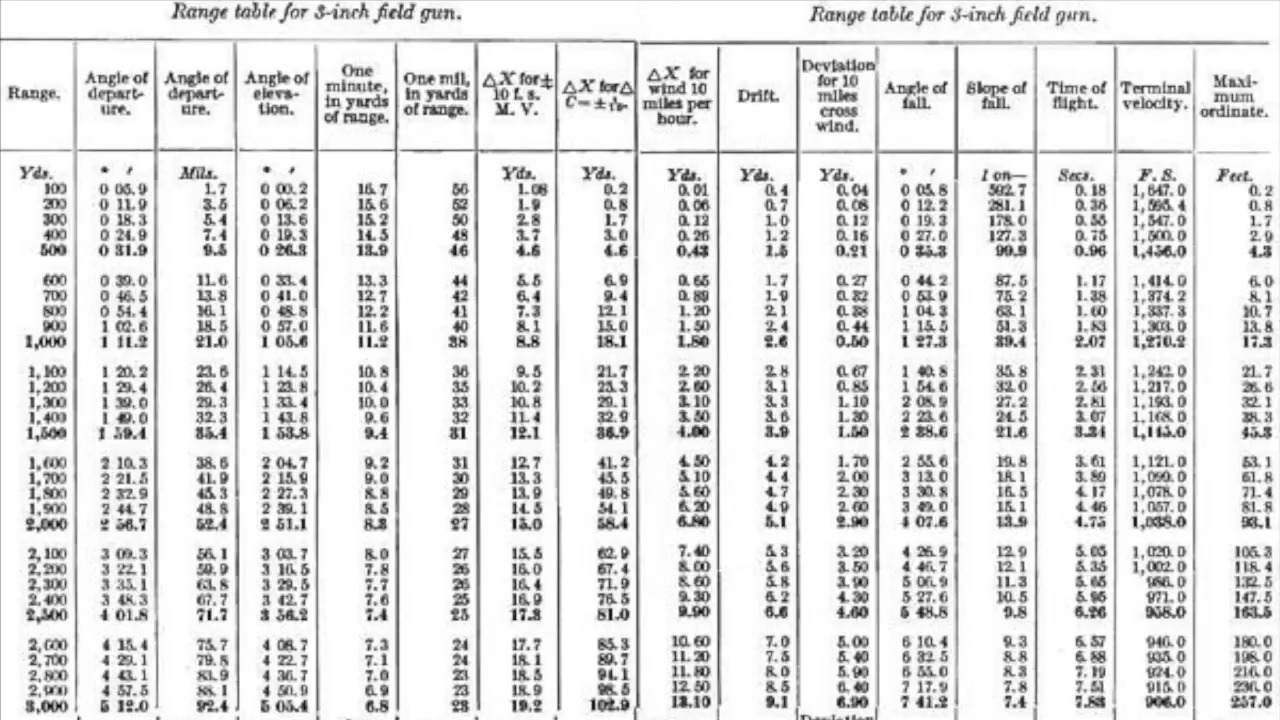 Range table for 3-inch field gun. Range table for 3-inch field gun.
Range.
Angle of
depart-
ure.
Angle of
depart-
ure.
Angle of
eleva-
tion.
One
minute,
in yards
of range.
One mil,
in yards
of range.
△X for±
10 f. s.
M. V.
△X for△
C=±
△X for
wind 10
miles per
hour.
Drift.
Deviation
for 10
miles
cross
wind.
Angle of
fall.
Slope of
fall.
Time of
flight.
Terminal
velocity.
Maxi-
mum
ordinate.
Yds. ° ′ Mils. ° ′ Yds. Yds. Yds. Yds. Yds. ° ′ 1 on— Secs. F. S. Feet.
100 0 05.9 1.7 0 00.2 16.7 56 1.08 0.2 0.01 0.4 0.04 0 05.8 592.7 0.18 1,647.0 0.2
200 0 11.9 3.5 0 06.2 15.6 52 1.9 0.8 0.06 0.7 0.08 0 12.2 281.1 0.36 1,595.4 0.8
300 0 18.3 5.4 0 13.6 15.2 50 2.8 1.7 0.12 1.0 0.12 0 19.3 178.0 0.55 1,547.0 1.7
400 0 24.9 7.4 0 19.3 14.5 48 3.7 3.0 0.26 1.2 0.16 0 27.0 127.3 0.75 1,500.0 2.9
500 0 31.9 9.5 0 26.3 13.9 46 4.6 4.6 0.43 1.5 0.21 0 35.3 99.9 0.96 1,456.0 4.3
600 0 39.0 11.6 0 33.4 13.3 44 5.5 6.9 0.65 1.7 0.27 0 44.2 87.5 1.17 1,414.0 6.0
700 0 46.5 13.8 0 41.0 12.7 42 6.4 9.4 0.89 1.9 0.32 0 53.9 75.2 1.38 1,374.2 8.1
800 0 54.4 16.1 0 48.8 12.2 41 7.3 12.1 1.20 2.1 0.38 1 04.3 63.1 1.60 1,337.3 10.7
900 1 02.6 18.5 0 57.0 11.6 40 8.1 15.0 1.50 2.4 0.44 1 15.5 51.3 1.83 1,303.0 13.8
1,000 1 11.2 21.0 1 05.6 11.2 38 8.8 18.1 1.80 2.6 0.50 1 27.3 39.4 2.07 1,270.2 17.3
1,100 1 20.2 23.6 1 14.5 10.8 36 9.5 21.7 2.20 2.8 0.67 1 40.8 35.8 2.31 1,242.0 21.7
1,200 1 29.4 26.4 1 23.8 10.4 35 10.2 25.3 2.60 3.1 0.85 1 54.6 32.0 2.56 1,217.0 26.6
1,300 1 39.0 29.3 1 33.4 10.0 33 10.8 29.1 3.10 3.3 1.10 2 08.9 27.2 2.81 1,193.0 32.1
1,400 1 49.0 32.3 1 43.8 9.6 32 11.4 32.9 3.50 3.6 1.30 2 23.6 24.5 3.07 1,168.0 38.3
1,500 1 59.4 35.4 1 53.8 9.4 31 12.1 36.9 4.00 3.9 1.50 2 38.6 21.6 3.34 1,145.0 45.3
1,600 2 10.3 38.6 2 04.7 9.2 31 12.7 41.2 4.50 4.2 1.70 2 55.6 19.8 3.61 1,121.0 53.1
1,700 2 21.5 41.9 2 15.9 9.0 30 13.3 45.5 5.10 4.4 2.00 3 13.0 18.1 3.89 1,099.0 61.8
1,800 2 32.9 45.3 2 27.3 8.8 29 13.9 49.8 5.60 4.7 2.30 3 30.8 16.5 4.17 1,078.0 71.4
1,900 2 44.7 48.8 2 39.1 8.5 28 14.5 54.1 6.20 4.9 2.60 3 49.0 15.1 4.46 1,057.0 81.8
2,000 2 56.7 52.4 2 51.1 8.3 27 15.0 58.4 6.80 5.1 2.90 4 07.6 13.9 4.75 1,038.0 93.1
2,100 3 09.3 56.1 3 03.7 8.0 27 15.5 62.9 7.40 5.3 3.20 4 26.9 12.9 5.05 1,020.0 105.3
2,200 3 22.1 59.9 3 16.5 7.8 26 16.0 67.4 8.00 5.6 3.50 4 46.7 12.1 5.35 1,002.0 118.4
2,300 3 35.1 63.8 3 29.5 7.7 26 16.4 71.9 8.60 5.8 3.90 5 06.9 11.3 5.65 986.0 132.5
2,400 3 48.3 67.7 3 42.7 7.6 25 16.9 76.5 9.30 6.2 4.30 5 27.6 10.5 5.95 971.0 147.5
2,500 4 01.8 71.7 3 56.2 7.4 25 17.3 81.0 9.90 6.6 4.60 5 48.8 9.8 6.26 958.0 163.5
2,600 4 15.4 75.7 4 08.7 7.3 24 17.7 85.3 10.60 7.0 5.00 6 10.4 9.3 6.57 946.0 180.0
2,700 4 29.1 79.8 4 22.7 7.1 24 18.1 89.7 11.20 7.5 5.40 6 32.5 8.8 6.88 935.0 198.0
2,800 4 43.1 83.9 4 36.7 7.0 23 18.5 94.1 11.80 8.0 5.90 6 55.0 8.3 7.19 924.0 216.0
2,900 4 57.5 88.1 4 50.9 6.9 23 18.9 98.5 12.50 8.5 6.40 7 17.9 7.8 7.51 915.0 236.0
3,000 5 12.0 92.4 5 05.4 6.8 23 19.2 102.9 13.10 9.1 6.90 7 41.2 7.4 7.83 906.0 257.0